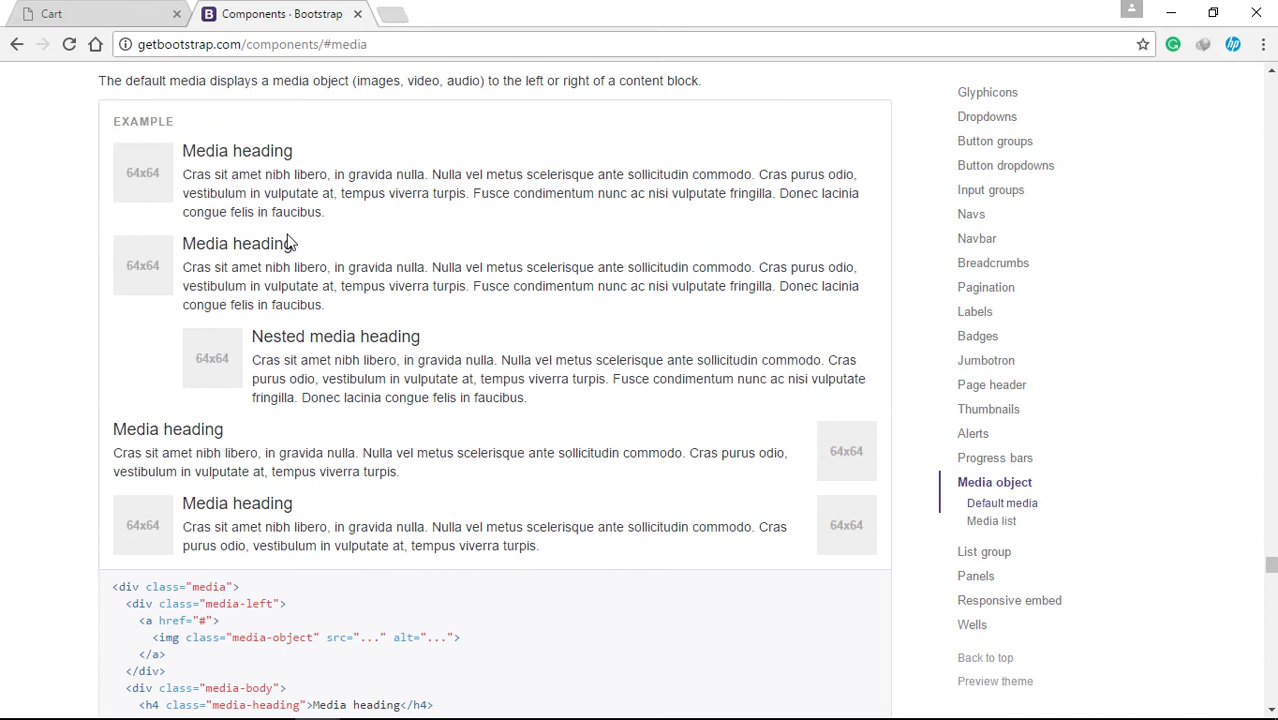 Cart
Components · Bootstrap
getbootstrap.com/components/#media
The default media displays a media object (images, video, audio) to the left or right of a content block.
EXAMPLE
64x64
Media heading
Cras sit amet nibh libero, in gravida nulla. Nulla vel metus scelerisque ante sollicitudin commodo. Cras purus odio,
vestibulum in vulputate at, tempus viverra turpis. Fusce condimentum nunc ac nisi vulputate fringilla. Donec lacinia
congue felis in faucibus.
64x64
Media heading
Cras sit amet nibh libero, in gravida nulla. Nulla vel metus scelerisque ante sollicitudin commodo. Cras purus odio,
vestibulum in vulputate at, tempus viverra turpis. Fusce condimentum nunc ac nisi vulputate fringilla. Donec lacinia
congue felis in faucibus.
64x64
Nested media heading
Cras sit amet nibh libero, in gravida nulla. Nulla vel metus scelerisque ante sollicitudin commodo. Cras
purus odio, vestibulum in vulputate at, tempus viverra turpis. Fusce condimentum nunc ac nisi vulputate
fringilla. Donec lacinia congue felis in faucibus.
Media heading
Cras sit amet nibh libero, in gravida nulla. Nulla vel metus scelerisque ante sollicitudin commodo. Cras purus odio,
vestibulum in vulputate at, tempus viverra turpis.
64x64
64x64
Media heading
Cras sit amet nibh libero, in gravida nulla. Nulla vel metus scelerisque ante sollicitudin commodo. Cras
purus odio, vestibulum in vulputate at, tempus viverra turpis.
64x64
<div class="media">
<div class="media-left">
<a href="#">
<img class="media-object" src="..." alt="...">
</a>
</div>
<div class="media-body">
<h4 class="media-heading">Media heading</h4>
Glyphicons
Dropdowns
Button groups
Button dropdowns
Input groups
Navs
Navbar
Breadcrumbs
Pagination
Labels
Badges
Jumbotron
Page header
Thumbnails
Alerts
Progress bars
Media object
Default media
Media list
List group
Panels
Responsive embed
Wells
Back to top
Preview theme